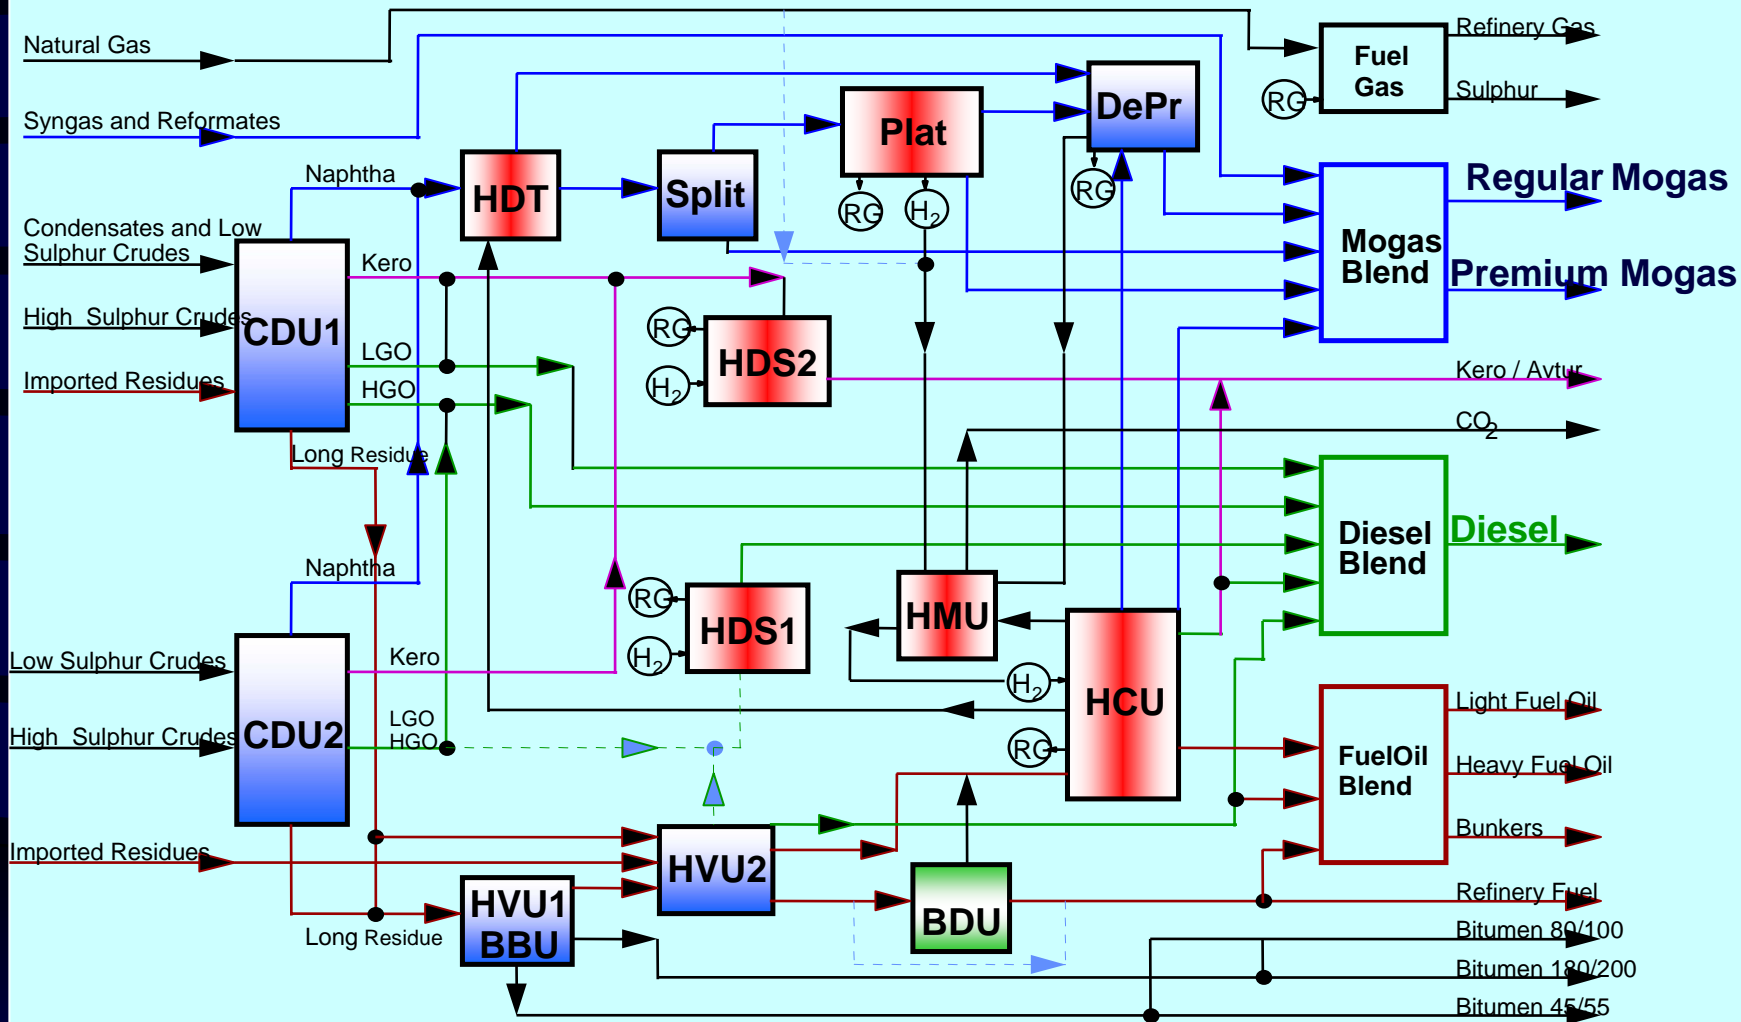 Natural Gas
Syngas and Reformates
Naphtha
Condensates and Low
Sulphur Crudes
High Sulphur Crudes
Imported Residues
CDU1
Kero
LGO
HGO
Long Residue
Naphtha
Low Sulphur Crudes
High Sulphur Crudes
CDU2
Kero
LGO
HGO
Imported Residues
Long Residue
HDT
Split
Plat
RG
H2
DePr
RG
RG
H2
HDS2
RG
H2
HDS1
HMU
H2
RG
HCU
HVU1
BBU
HVU2
BDU
RG
Fuel
Gas
Refinery Gas
Sulphur
Mogas
Blend
Regular Mogas
Premium Mogas
Kero / Avtur
CO2
Diesel
Blend
Diesel
FuelOil
Blend
Light Fuel Oil
Heavy Fuel Oil
Bunkers
Refinery Fuel
Bitumen 80/100
Bitumen 180/200
Bitumen 45/55